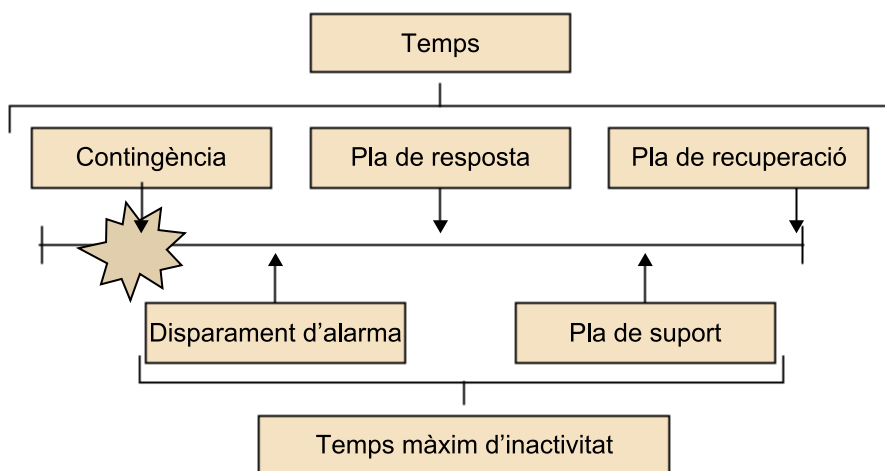 Temps
Contingència
Pla de resposta
Pla de recuperació
Disparament d’alarma
Pla de suport
Temps màxim d’inactivitat